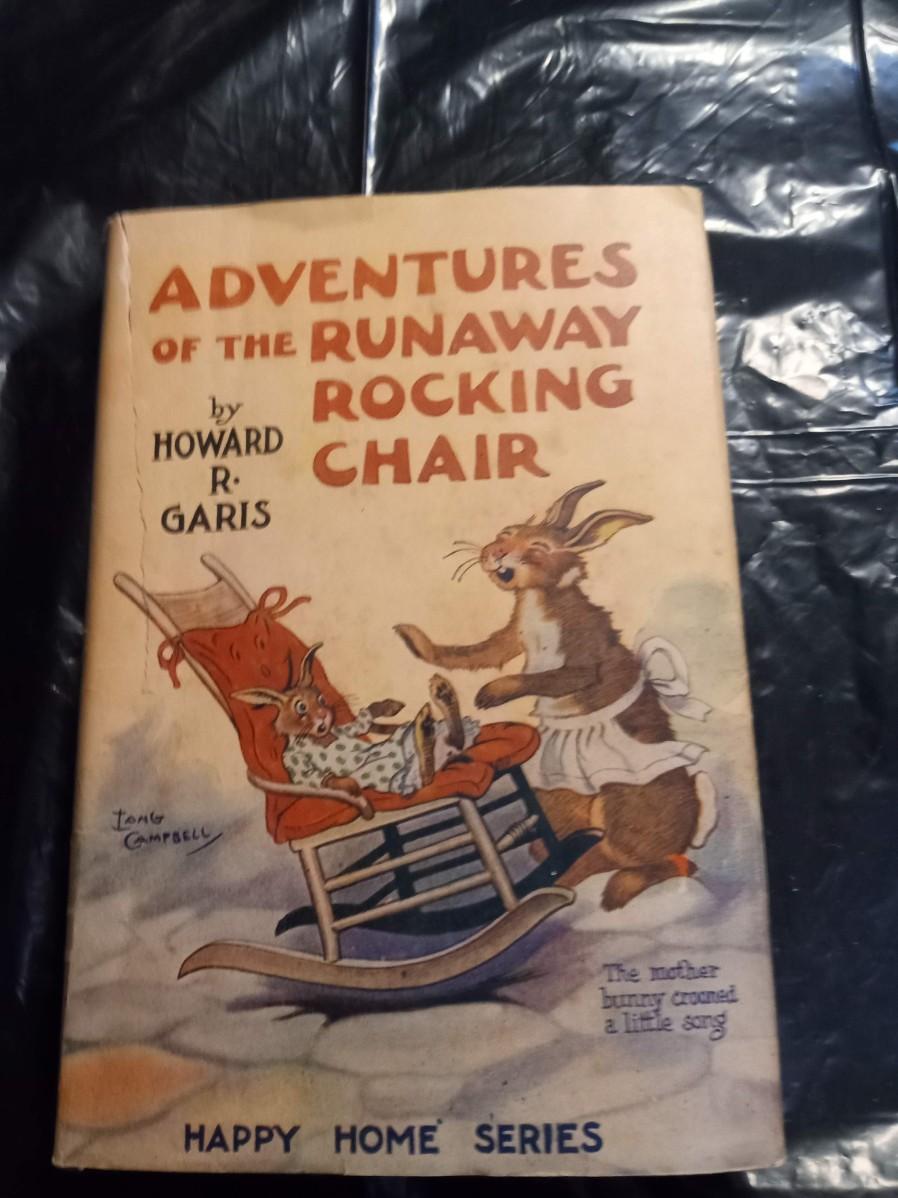 ADVENTURES
OF THE RUNAWAY
ROCKING
CHAIR
by
HOWARD
R.
GARIS
LANG
CAMPBELL
The mother
bunny crooned
a little song
HAPPY HOME SERIES